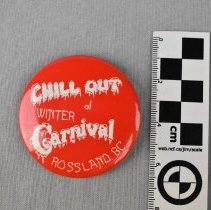 CHILL OUT
WINTER at
Carnival
ROSSLAND, BC
cm